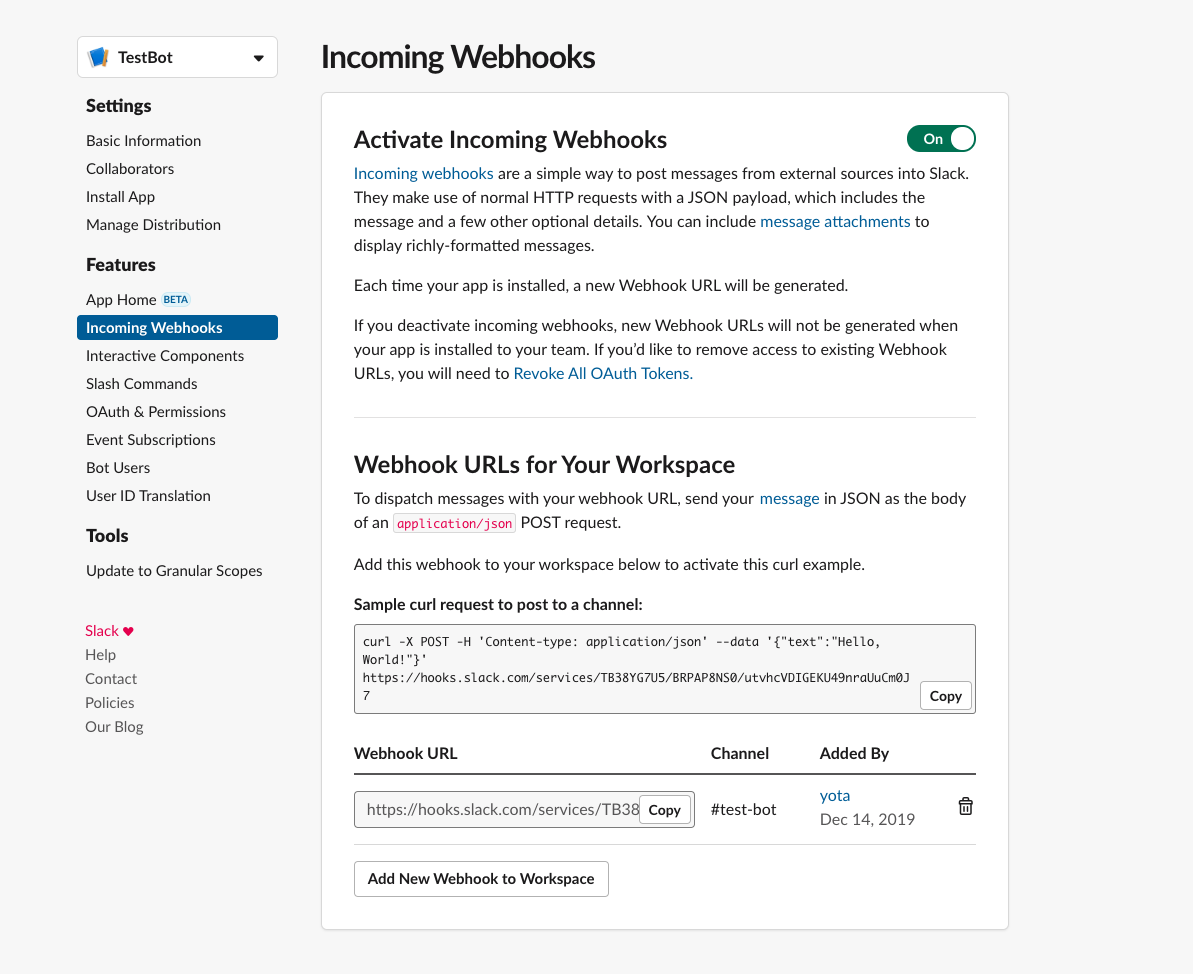 TestBot
Settings
Basic Information
Collaborators
Install App
Manage Distribution
Features
App Home BETA
Incoming Webhooks
Interactive Components
Slash Commands
OAuth & Permissions
Event Subscriptions
Bot Users
User ID Translation
Tools
Update to Granular Scopes
Slack ♥
Help
Contact
Policies
Our Blog
Incoming Webhooks
Activate Incoming Webhooks
On
Incoming webhooks are a simple way to post messages from external sources into Slack.
They make use of normal HTTP requests with a JSON payload, which includes the
message and a few other optional details. You can include message attachments to
display richly-formatted messages.
Each time your app is installed, a new Webhook URL will be generated.
If you deactivate incoming webhooks, new Webhook URLs will not be generated when
your app is installed to your team. If you’d like to remove access to existing Webhook
URLs, you will need to Revoke All OAuth Tokens.
Webhook URLs for Your Workspace
To dispatch messages with your webhook URL, send your message in JSON as the body
of an application/json POST request.
Add this webhook to your workspace below to activate this curl example.
Sample curl request to post to a channel:
curl -X POST -H 'Content-type: application/json' --data '{"text":"Hello,
World!"}'
https://hooks.slack.com/services/TB38YG7U5/BRPAP8NS0/utvhcVDIGEKU49nraUuCm0J
7
Copy
Webhook URL Channel Added By
https://hooks.slack.com/services/TB38 Copy #test-bot yota
Dec 14, 2019
Add New Webhook to Workspace